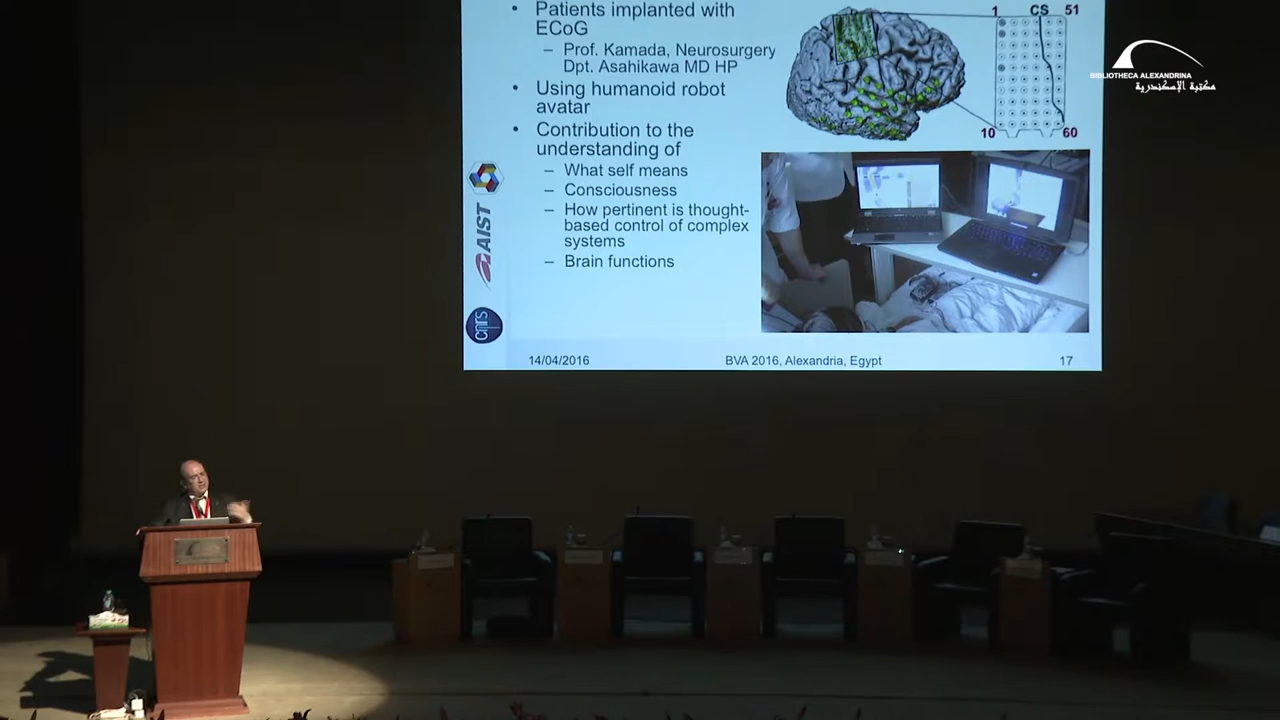 • Patients implanted with
ECoG
– Prof. Kamada, Neurosurgery
Dpt. Asahikawa MD HP
• Using humanoid robot
avatar
• Contribution to the
understanding of
– What self means
– Consciousness
– How pertinent is thought-
based control of complex
systems
– Brain functions
1 CS 51
10 60
AIST
cnrs
14/04/2016 BVA 2016, Alexandria, Egypt 17
BIBLIOTHECA ALEXANDRINA
مكتبة الإسكندرية